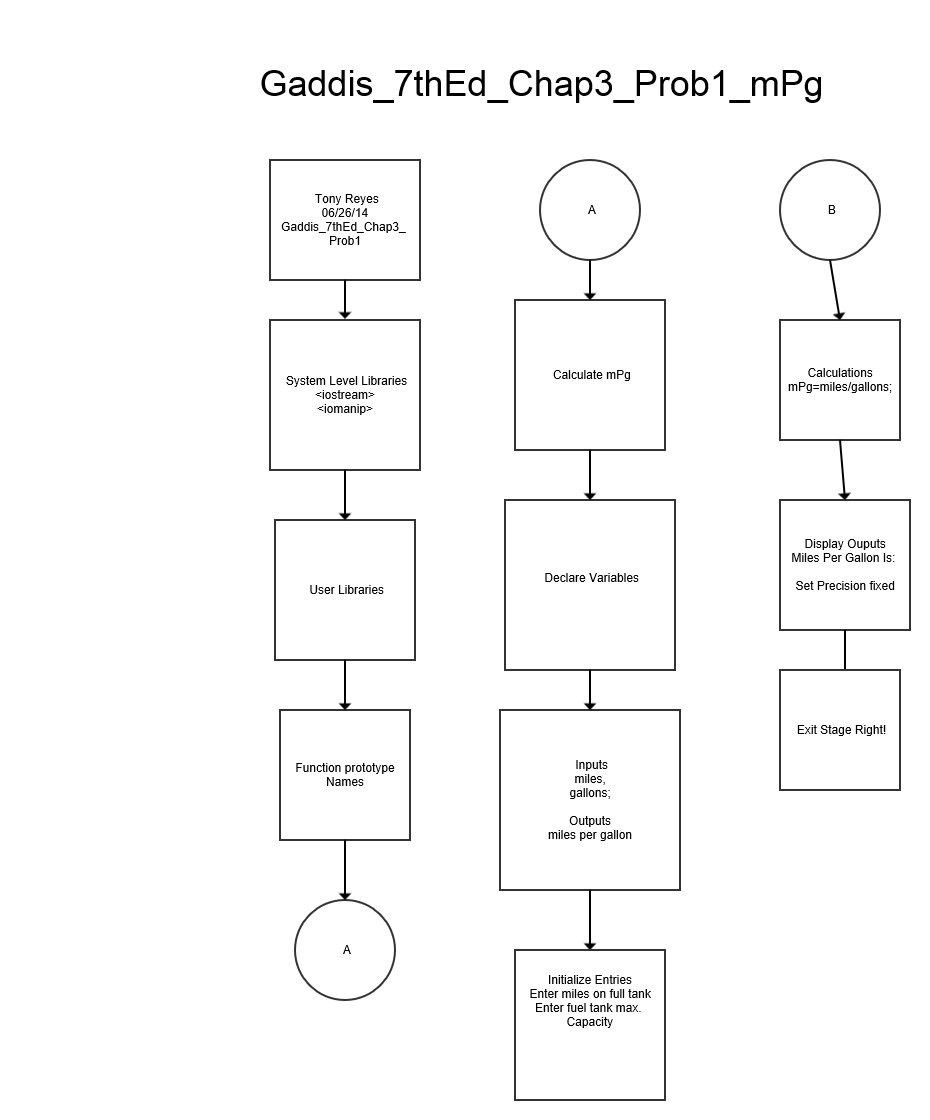 Gaddis_7thEd_Chap3_Prob1_mPg
Tony Reyes
06/26/14
Gaddis_7thEd_Chap3_
Prob1
System Level Libraries
<iostream>
<iomanip>
User Libraries
Function prototype
Names
A
A
Calculate mPg
Declare Variables
Inputs
miles,
gallons;
Outputs
miles per gallon
Initialize Entries
Enter miles on full tank
Enter fuel tank max.
Capacity
B
Calculations
mPg=miles/gallons;
Display Ouputs
Miles Per Gallon Is:
Set Precision fixed
Exit Stage Right!